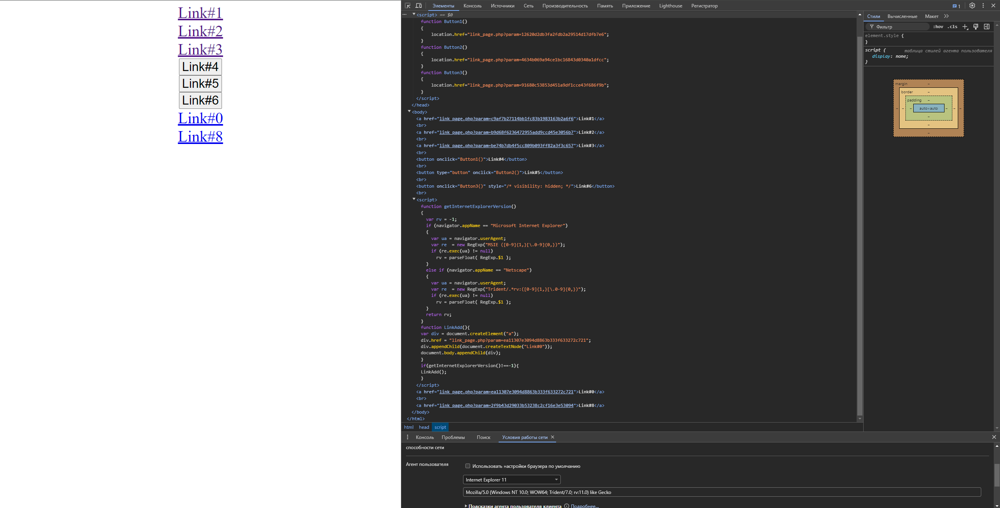 Link#1
Link#2
Link#3
Link#4
Link#5
Link#6
Link#0
Link#8
Элементы Консоль Источники Сеть Производительность Память Приложение Lighthouse Регистратор 1
<script> == $0
function Button1()
{
location.href="link_page.php?param=12620d2db3fa2fdb2a29514d17dfb7e6";
}
function Button2()
{
location.href="link_page.php?param=4634b069a94ce1bc16843d0340a1dfcc";
}
function Button3()
{
location.href="link_page.php?param=91680c53853d451a9df1cce43f686f9b";
}
</script>
</head>
<body>
<a href="link_page.php?param=c9af7b27114bb1fc83b1983163b2a6f6">Link#1</a>
<br>
<a href="link_page.php?param=b9d68f6236472955add9ccd45e3056b7">Link#2</a>
<br>
<a href="link_page.php?param=be74b7db4f5cc809b093ff82a3f3c657">Link#3</a>
<br>
<button onclick="Button1()">Link#4</button>
<br>
<button type="button" onclick="Button2()">Link#5</button>
<br>
<button onclick="Button3()" style="/* visibility: hidden; */">Link#6</button>
<br>
<script>
function getInternetExplorerVersion()
{
var rv = -1;
if (navigator.appName == "Microsoft Internet Explorer")
{
var ua = navigator.userAgent;
var re  = new RegExp("MSIE ([0-9]{1,}[\.0-9]{0,})");
if (re.exec(ua) != null)
rv = parseFloat( RegExp.$1 );
}
else if (navigator.appName == "Netscape")
{
var ua = navigator.userAgent;
var re  = new RegExp("Trident/.*rv:([0-9]{1,}[\.0-9]{0,})");
if (re.exec(ua) != null)
rv = parseFloat( RegExp.$1 );
}
return rv;
}
function LinkAdd(){
var div = document.createElement("a");
div.href = "link_page.php?param=ea11307e3094d8863b333f633272c721";
div.appendChild(document.createTextNode("Link#0"));
document.body.appendChild(div);
}
if(getInternetExplorerVersion()!==-1){
LinkAdd();
}
</script>
<a href="link_page.php?param=ea11307e3094d8863b333f633272c721">Link#0</a>
<br>
<a href="link_page.php?param=2f9b43d29033b53238c2cf16e3e53094">Link#8</a>
</body>
</html>
html head script
Стили Вычисленные Макет
Фильтр :hov .cls
element.style {
}
script { таблица стилей агента пользователя
display: none;
}
margin –
border –
padding –
– – – auto×auto – – –
–
–
–
Консоль Проблемы Поиск Условия работы сети
способности сети
Агент пользователя Использовать настройки браузера по умолчанию
Internet Explorer 11
Mozilla/5.0 (Windows NT 10.0; WOW64; Trident/7.0; rv:11.0) like Gecko
Подсказки агента пользователя клиента Подробнее...